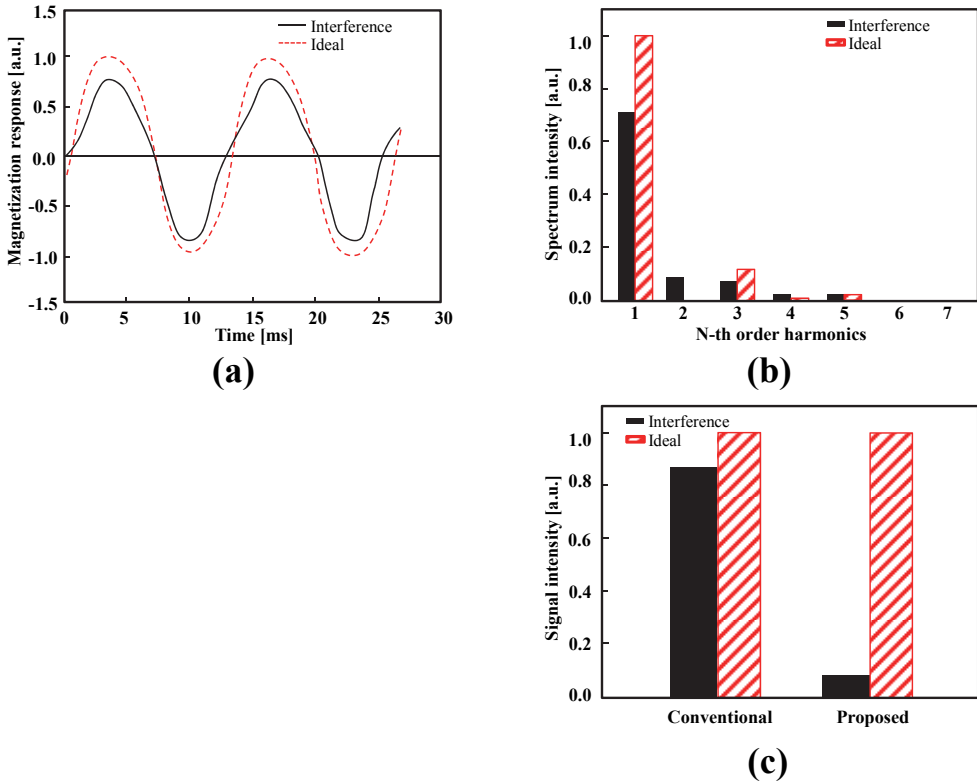 1.5
1.0
0.5
0.0
-0.5
-1.0
-1.5
Magnetization response [a.u.]
Interference
Ideal
0 5 10 15 20 25 30
Time [ms]
(a)
1.0
0.8
0.6
0.4
0.2
0.0
Spectrum intensity [a.u.]
Interference
Ideal
1 2 3 4 5 6 7
N-th order harmonics
(b)
1.0
0.8
0.6
0.4
0.2
0.0
Signal intensity [a.u.]
Interference
Ideal
Conventional Proposed
(c)